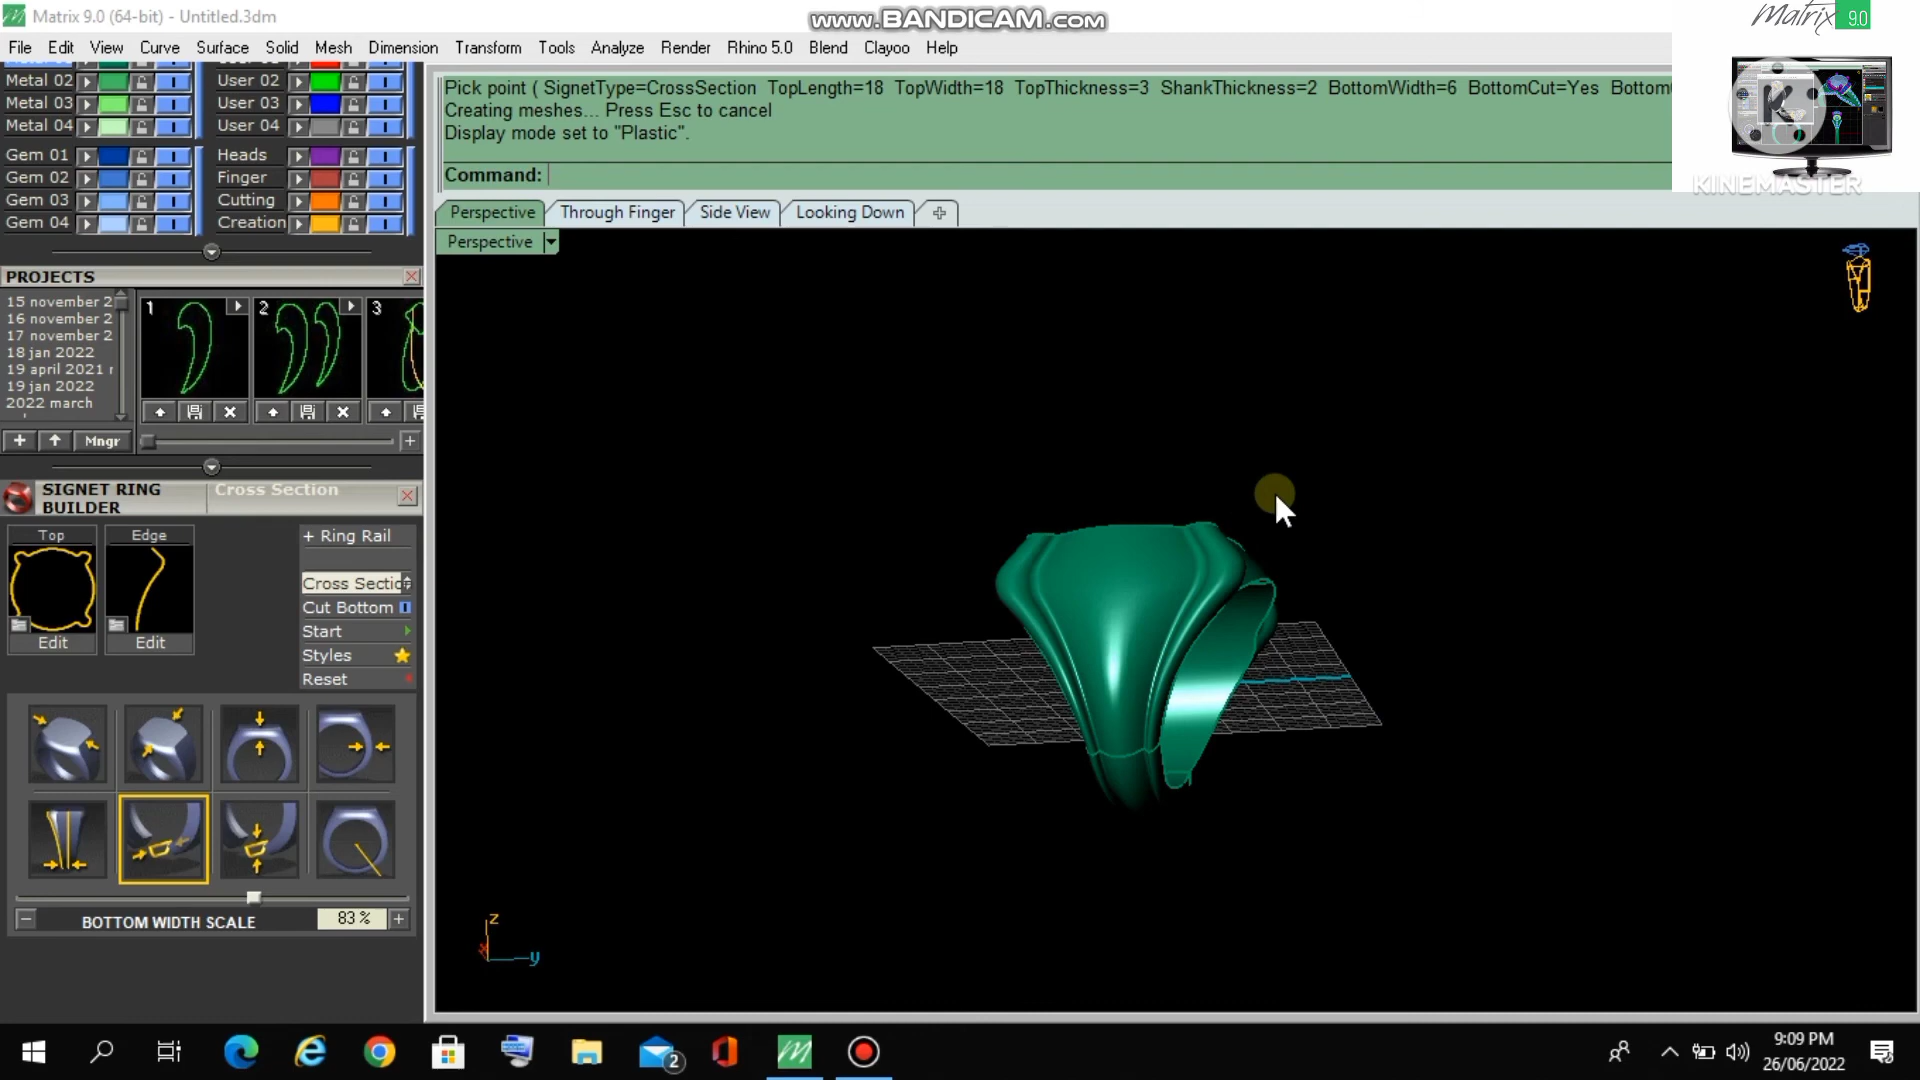 Matrix 9.0 (64-bit) - Untitled.3dm
www.BANDICAM.com
Matrix 9.0
File Edit View Curve Surface Solid Mesh Dimension Transform Tools Analyze Render Rhino 5.0 Blend Clayoo Help
Metal 02 User 02
Metal 03 User 03
Metal 04 User 04
Gem 01 Heads
Gem 02 Finger
Gem 03 Cutting
Gem 04 Creation
Pick point ( SignetType=CrossSection TopLength=18 TopWidth=18 TopThickness=3 ShankThickness=2 BottomWidth=6 BottomCut=Yes Bottom
Creating meshes... Press Esc to cancel
Display mode set to "Plastic".
Command:
KINEMASTER
Perspective Through Finger Side View Looking Down
Perspective
PROJECTS
15 november 2
16 november 2
17 november 2
18 jan 2022
19 april 2021 r
19 jan 2022
2022 march
1 2 3
Mngr
SIGNET RING BUILDER
Cross Section
Top Edge
+ Ring Rail
Cross Sectic
Cut Bottom
Start
Styles
Reset
Edit Edit
BOTTOM WIDTH SCALE 83 %
z
y
2
9:09 PM
26/06/2022